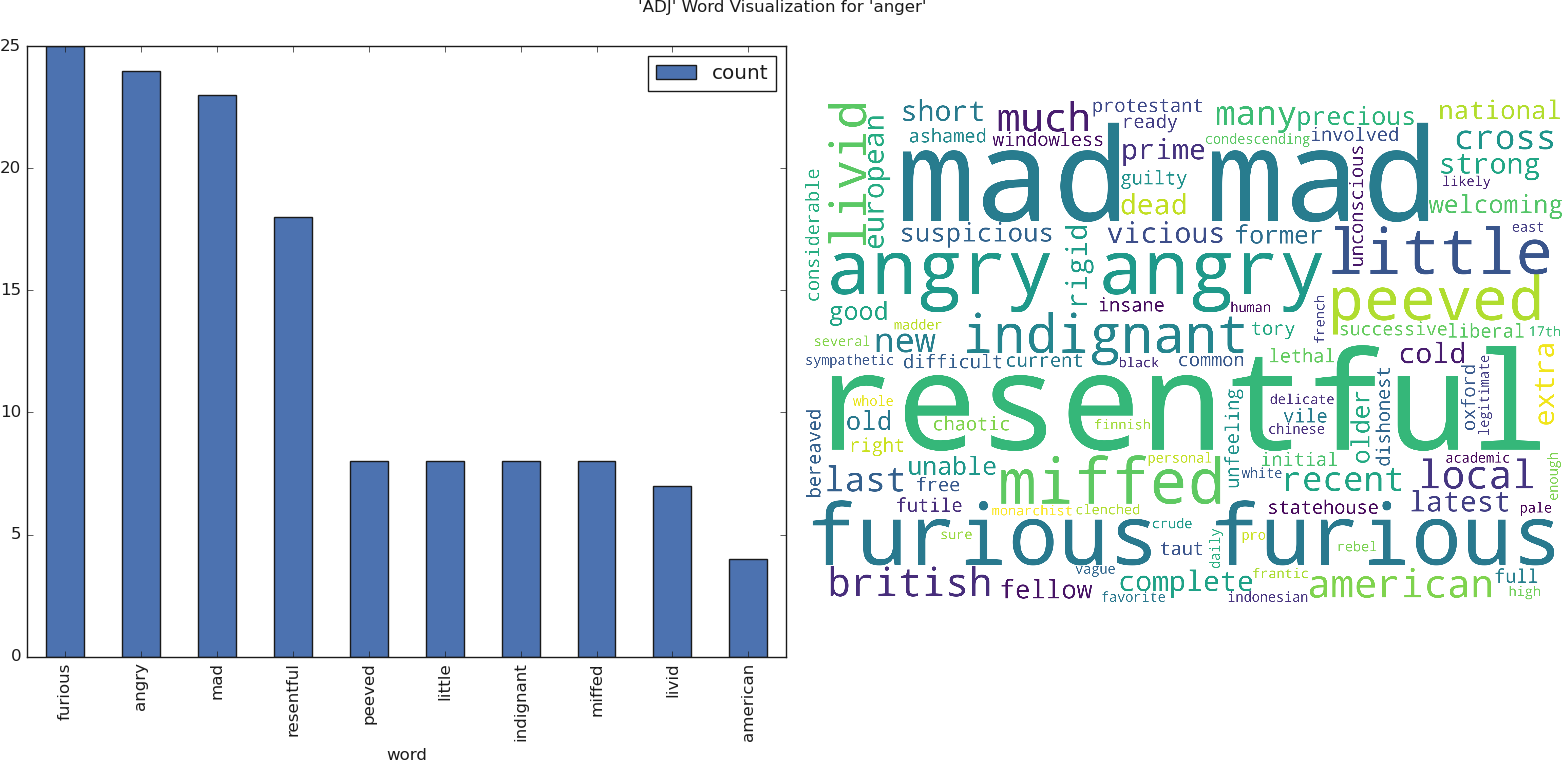 'ADJ' Word Visualization for 'anger'
25
20
15
10
5
0
count
furious
angry
mad
resentful
peeved
little
indignant
miffed
livid
american
word
livid
european
considerable
short
ashamed
much
windowless
protestant
ready
prime
many
precious
condescending
involved
national
cross
strong
likely
welcoming
mad
mad
guilty
dead
unconscious
suspicious
vicious
former
little
east
angry
rigid
angry
peeved
good
insane
human
french
madder
several
new
indignant
tory
successive
liberal
17th
sympathetic
difficult
current
black
common
lethal
cold
extra
resentful
whole
old
chaotic
finnish
right
bereaved
unfeeling
delicate
vile
chinese
older
dishonest
oxford
legitimate
last
unable
free
miffed
personal
initial
white
recent
local
academic
enough
futile
monarchist
clenched
statehouse
latest
pale
furious
sure
crude
taut
daily
furious
pro
rebel
british
fellow
vague
favorite
complete
frantic
indonesian
american
full
high